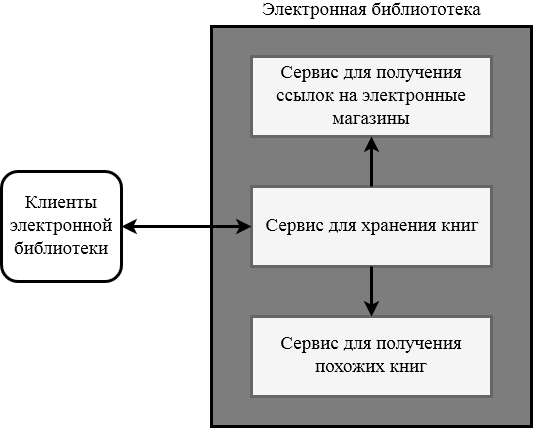 Электронная библиототека
Сервис для получения
ссылок на электронные
магазины
Клиенты
электронной
библиотеки
Сервис для хранения книг
Сервис для получения
похожих книг